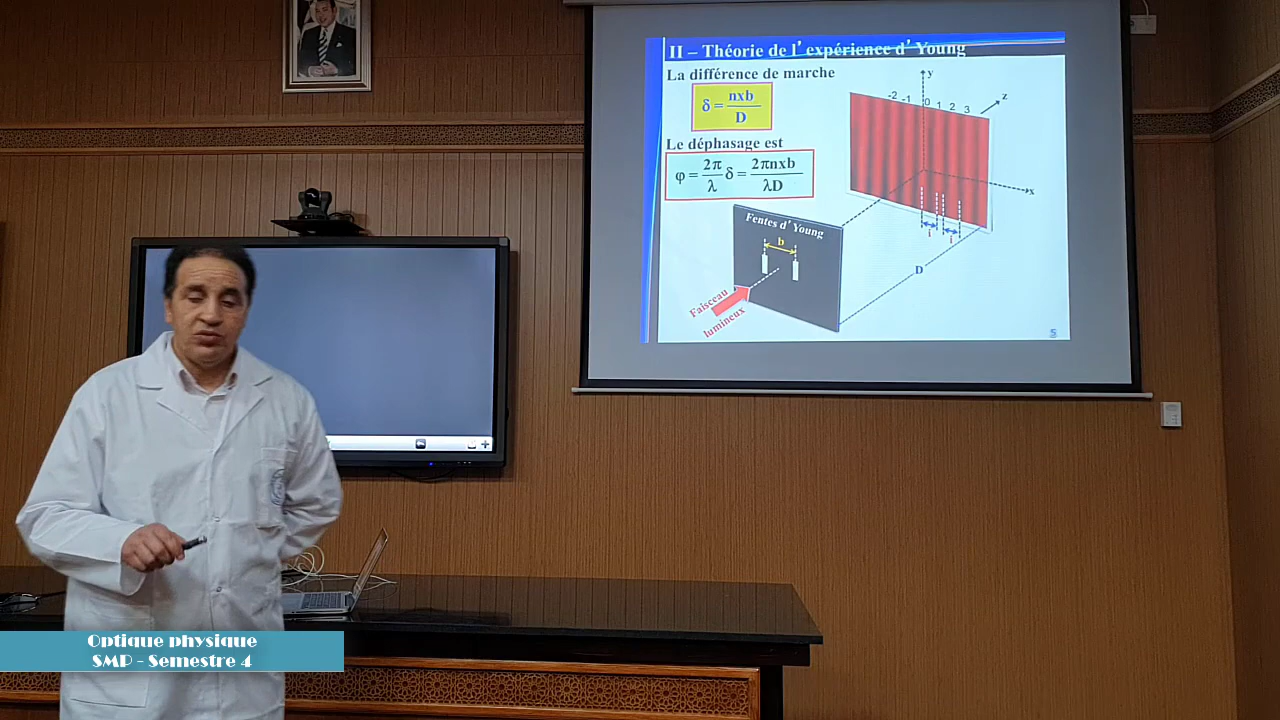 II – Théorie de l’expérience d’Young
La différence de marche
δ = nxb / D
Le déphasage est
φ = 2π / λ δ = 2πnxb / λD
y
-2 -1 0 1 2 3
z
x
i i
D
Fentes d’Young
b
Faisceau
lumineux
5
Optique physique
SMP - Semestre 4